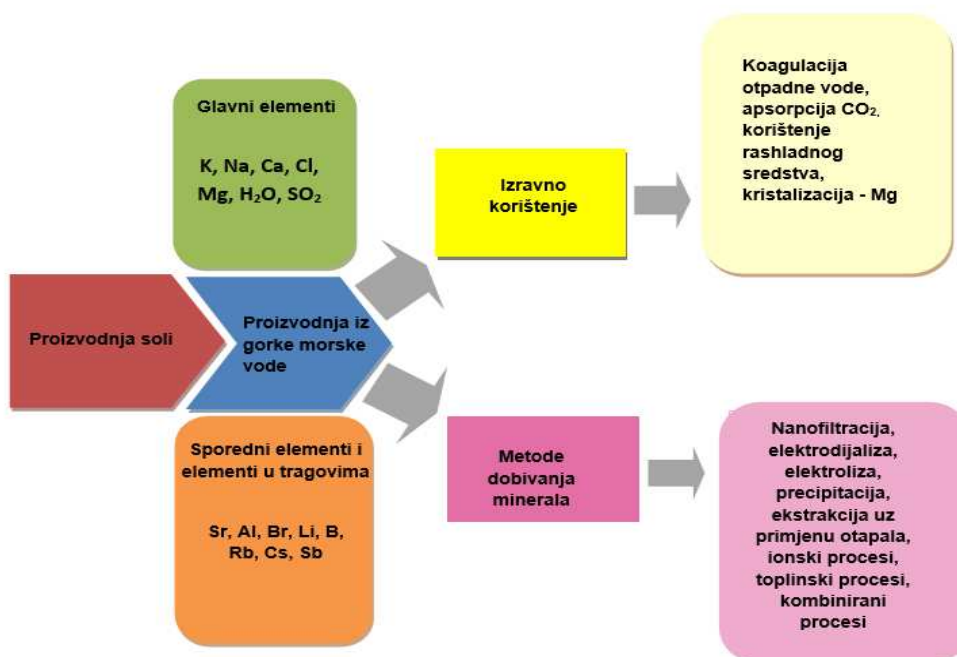 Glavni elementi
K, Na, Ca, Cl,
Mg, H₂O, SO₂
Koagulacija
otpadne vode,
apsorpcija CO₂,
korištenje
rashladnog
sredstva,
kristalizacija - Mg
Izravno
korištenje
Proizvodnja soli
Proizvodnja iz
gorke morske
vode
Sporedni elementi i
elementi u tragovima
Sr, Al, Br, Li, B,
Rb, Cs, Sb
Metode
dobivanja
minerala
Nanofiltracija,
elektrodijaliza,
elektroliza,
precipitacija,
ekstrakcija uz
primjenu otapala,
ionski procesi,
toplinski procesi,
kombinirani
procesi